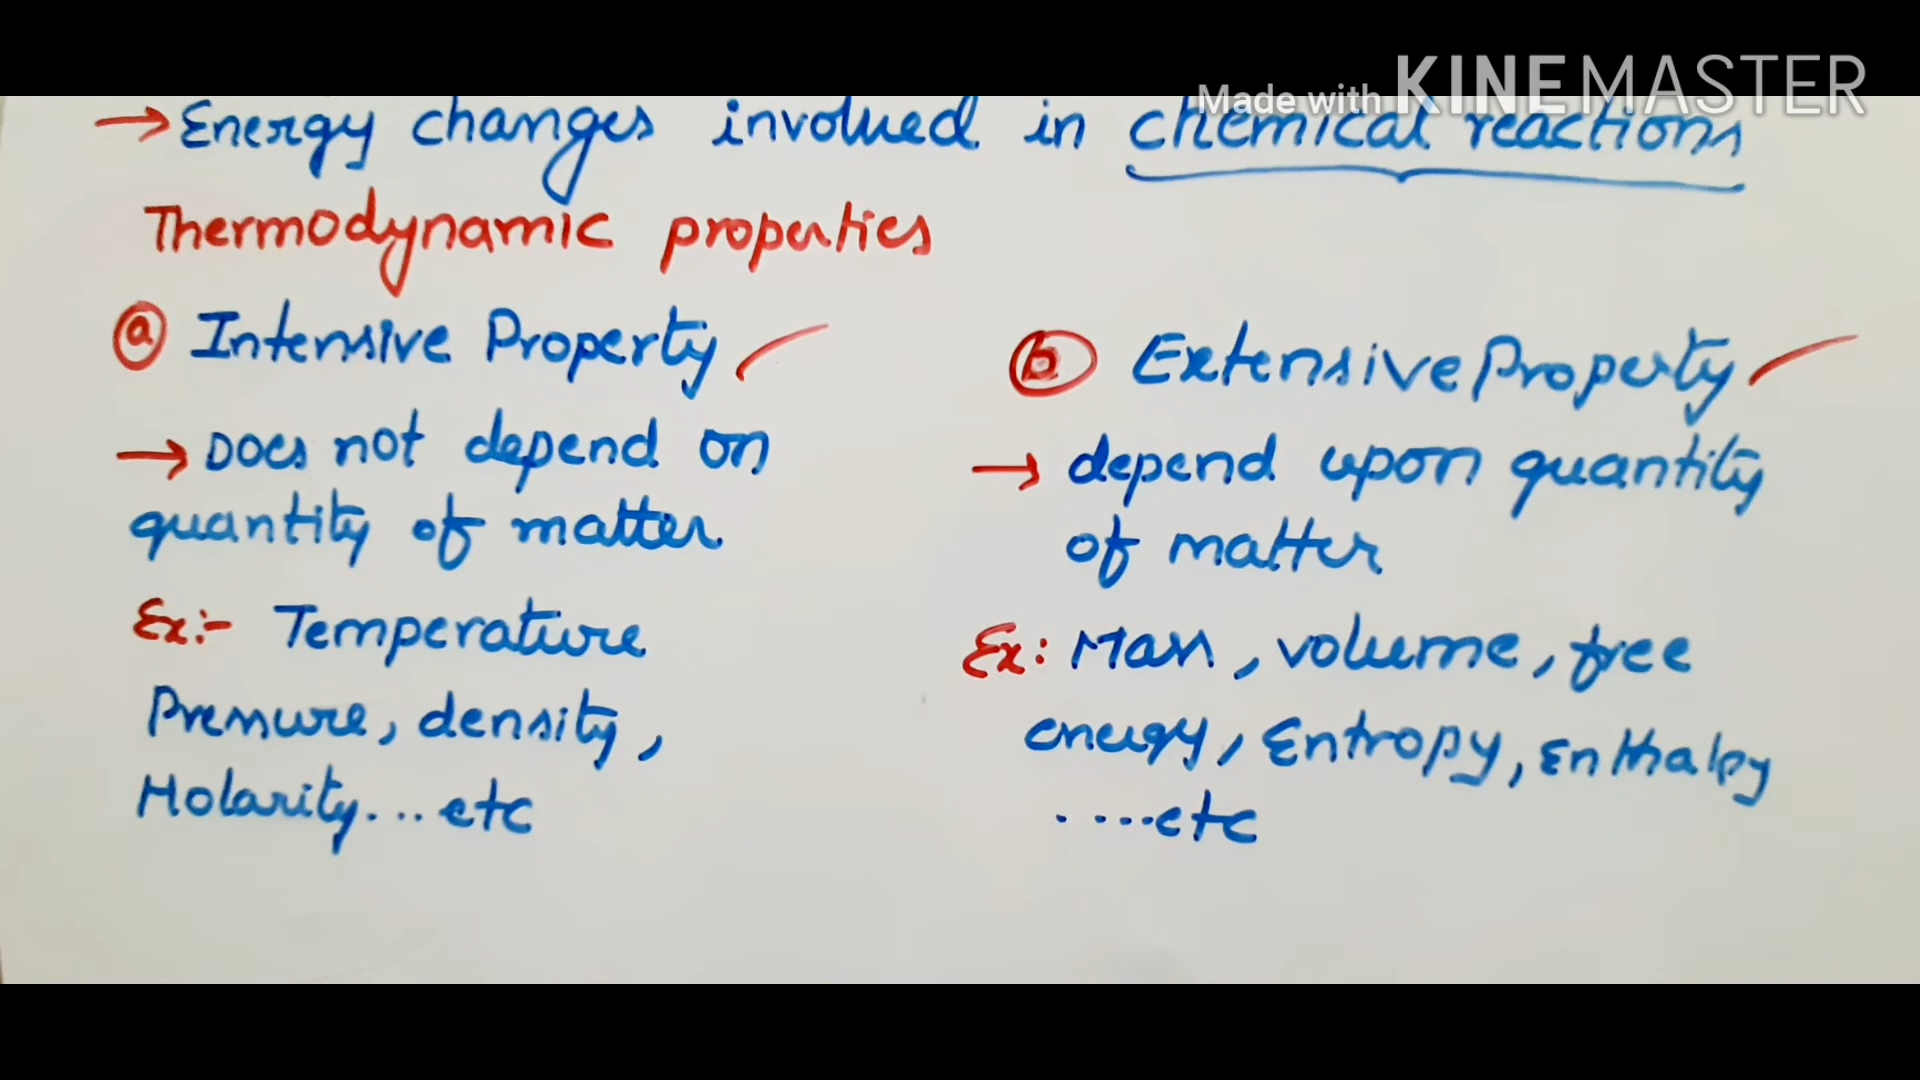 Made with KINEMASTER
→ Energy changes involved in chemical reactions
Thermodynamic properties
ⓐ Intensive Property
→ Does not depend on
quantity of matter
Ex:- Temperature
Pressure, density,
Molarity... etc
ⓑ Extensive Property
→ depend upon quantity
of matter
Ex: Mass, volume, free
energy, Entropy, Enthalpy
.....etc